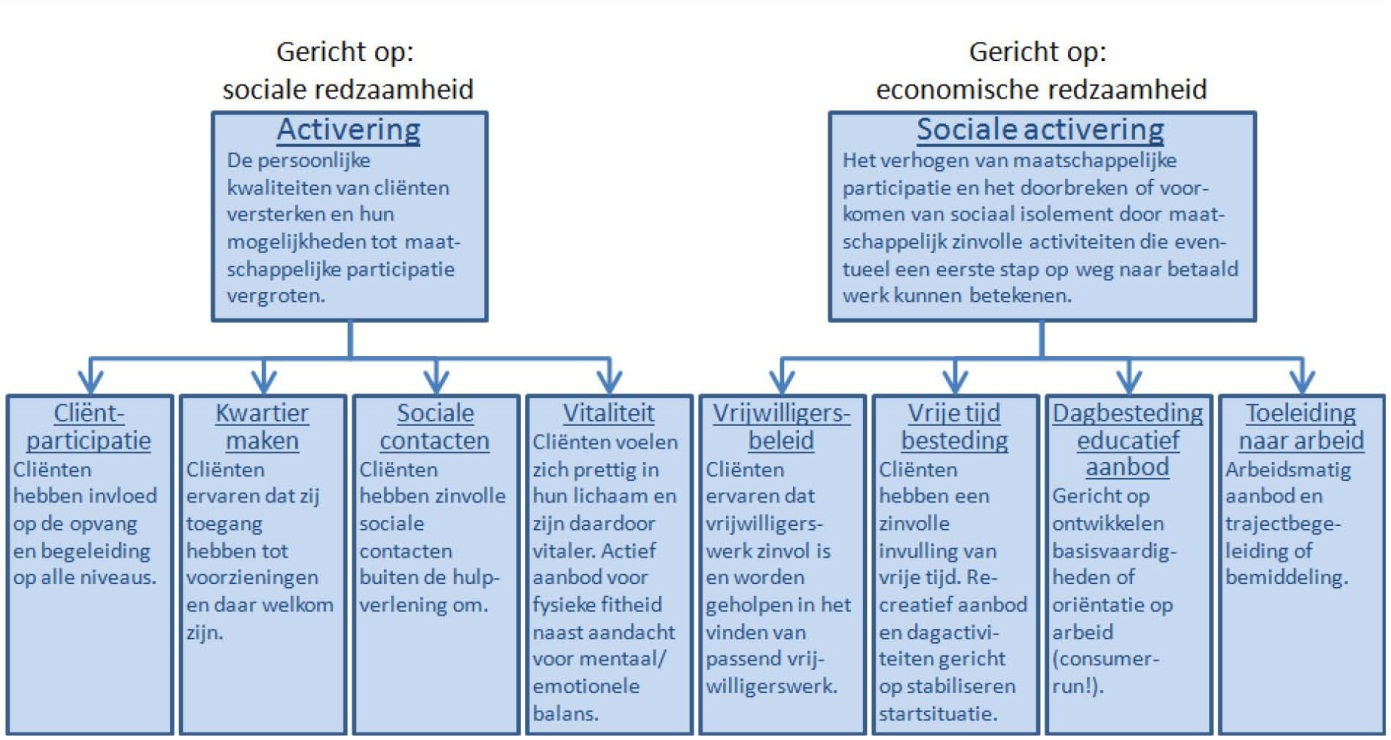 Gericht op:
sociale redzaamheid
Activering
De persoonlijke
kwaliteiten van cliënten
versterken en hun
mogelijkheden tot maat-
schappelijke participatie
vergroten.
Gericht op:
economische redzaamheid
Sociale activering
Het verhogen van maatschappelijke
participatie en het doorbreken of voor-
komen van sociaal isolement door maat-
schappelijk zinvolle activiteiten die even-
tueel een eerste stap op weg naar betaald
werk kunnen betekenen.
Cliënt-
participatie
Cliënten
hebben invloed
op de opvang
en begeleiding
op alle niveaus.
Kwartier
maken
Cliënten
ervaren dat zij
toegang
hebben tot
voorzieningen
en daar welkom
zijn.
Sociale
contacten
Cliënten
hebben zinvolle
sociale
contacten
buiten de hulp-
verlening om.
Vitaliteit
Cliënten voelen
zich prettig in
hun lichaam en
zijn daardoor
vitaler. Actief
aanbod voor
fysieke fitheid
naast aandacht
voor mentaal/
emotionele
balans.
Vrijwilligers-
beleid
Cliënten
ervaren dat
vrijwilligers-
werk zinvol is
en worden
geholpen in het
vinden van
passend vrij-
willigerswerk.
Vrije tijd
besteding
Cliënten
hebben een
zinvolle
invulling van
vrije tijd. Re-
creatief aanbod
en dagactivi-
teiten gericht
op stabiliseren
startsituatie.
Dagbesteding
educatief
aanbod
Gericht op
ontwikkelen
basisvaardig-
heden of
oriëntatie op
arbeid
(consumer-
run!).
Toeleiding
naar arbeid
Arbeidsmatig
aanbod en
trajectbege-
leiding of
bemiddeling.